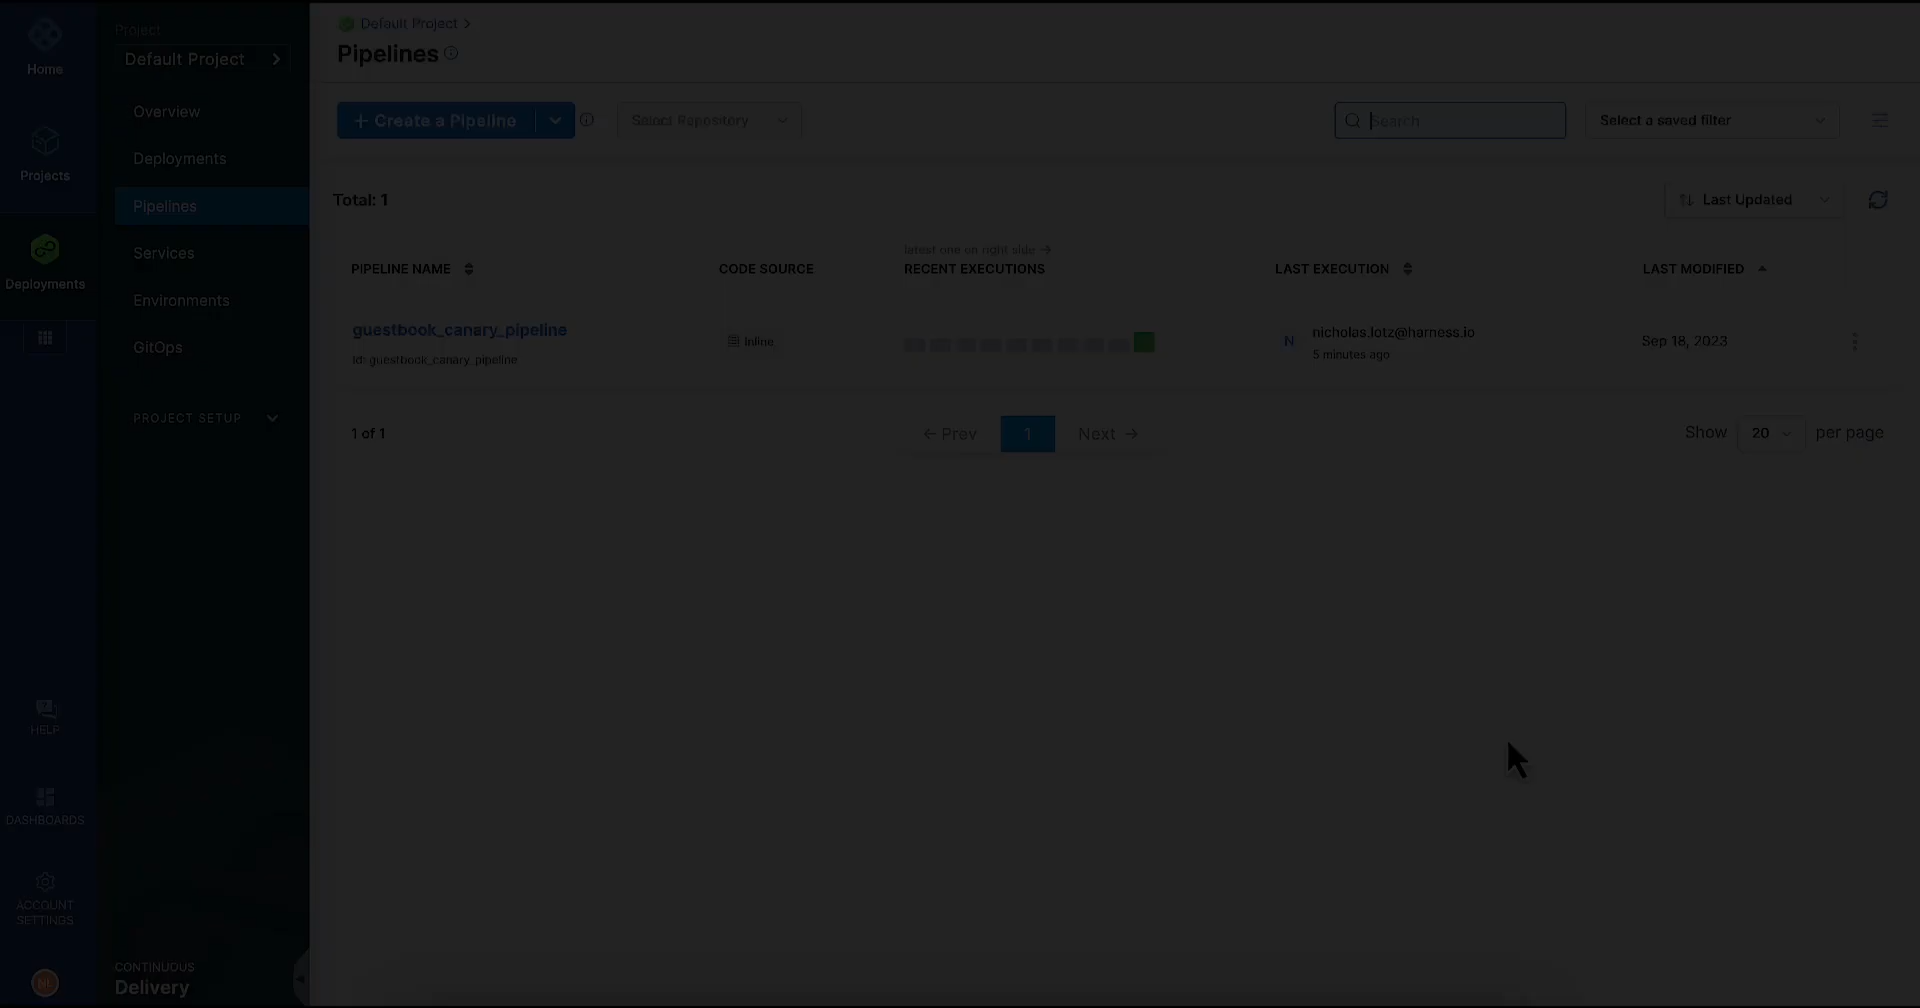 Home
Projects
Deployments
HELP
DASHBOARDS
ACCOUNT
SETTINGS
NL
Project
Default Project
Overview
Deployments
Pipelines
Services
Environments
GitOps
PROJECT SETUP
CONTINUOUS
Delivery
Default Project >
Pipelines
+ Create a Pipeline
Select Repository
Search
Select a saved filter
Total: 1
Last Updated
latest one on right side →
PIPELINE NAME
CODE SOURCE
RECENT EXECUTIONS
LAST EXECUTION
LAST MODIFIED
guestbook_canary_pipeline
Id: guestbook_canary_pipeline
Inline
N
nicholas.lotz@harness.io
5 minutes ago
Sep 18, 2023
1 of 1
← Prev
1
Next →
Show
20
per page